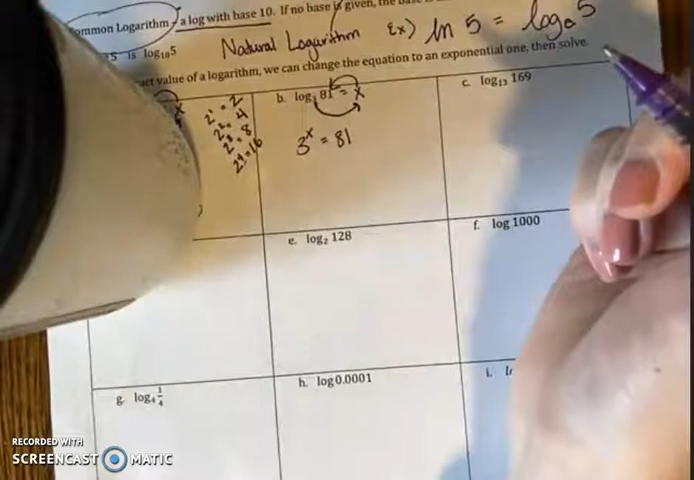 ommon Logarithm - a log with base 10. If no base is given, the base
5 is log₁₀5 Natural Logarithm Ex) ln 5 = logₑ 5
act value of a logarithm, we can change the equation to an exponential one, then solve.
x
2¹ = 2
2² = 4
2³ = 8
2⁴ = 16
b. log₃ 81 = x
3ˣ = 81
c. log₁₃ 169
e. log₂ 128
f. log 1000
g. log₄ 1/4
h. log 0.0001
i.
RECORDED WITH
SCREENCAST MATIC